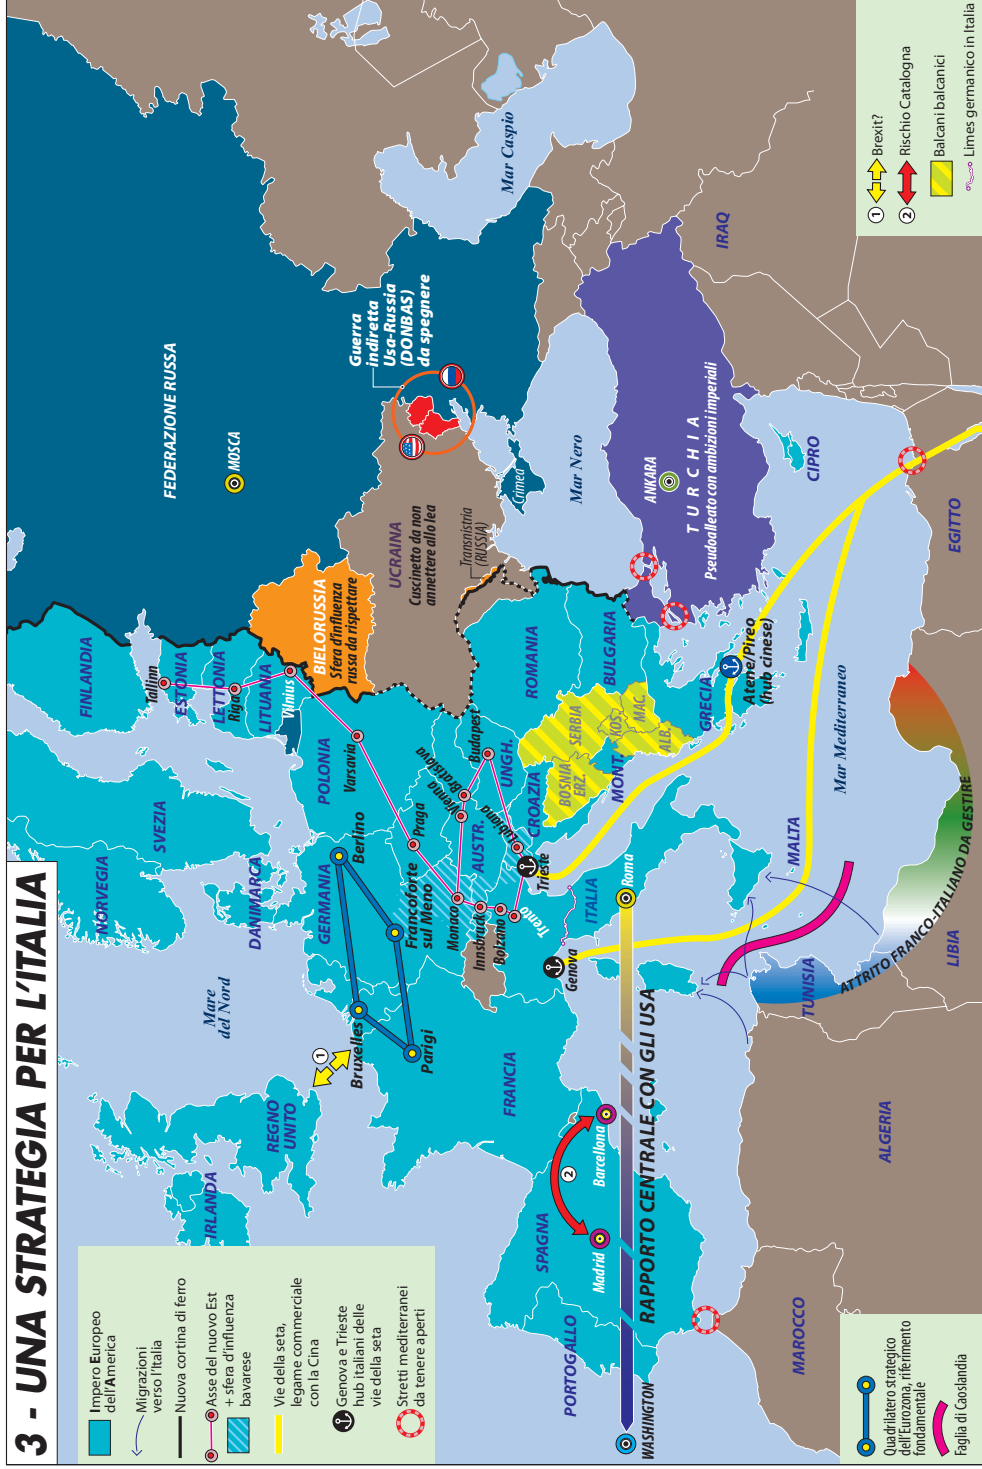 3 - UNA STRATEGIA PER L'ITALIA
Impero Europeo
dell'America
Migrazioni
verso l'Italia
Nuova cortina di ferro
Asse del nuovo Est
+ sfera d'influenza
bavarese
Vie della seta,
legame commerciale
con la Cina
Genova e Trieste
hub italiani delle
vie della seta
Stretti mediterranei
da tenere aperti
Quadrilatero strategico
dell'Eurozona, riferimento
fondamentale
Faglia di Caoslandia
1 Brexit?
2 Rischio Catalogna
Balcani balcanici
Limes germanico in Italia
NORVEGIA
SVEZIA
FINLANDIA
Tallinn
ESTONIA
LETTONIA
Riga
LITUANIA
Vilnius
FEDERAZIONE RUSSA
MOSCA
BIELORUSSIA
Sfera d'influenza
russa da rispettare
UCRAINA
Cuscinetto da non
annettere allo lea
Transnistria
(RUSSIA)
Guerra
indiretta
Usa-Russia
(DONBAS)
da spegnere
Crimea
Mar Nero
Mar Caspio
Mare
del Nord
DANIMARCA
IRLANDA
REGNO
UNITO
1
Bruxelles
Parigi
GERMANIA
Berlino
Francoforte
sul Meno
POLONIA
Varsavia
Praga
Monaco
Innsbruck
Bolzano
Trento
Vienna
Bratislava
Budapest
AUSTR.
UNGH.
Lubiana
CROAZIA
Trieste
Genova
ITALIA
Roma
FRANCIA
SPAGNA
PORTOGALLO
Madrid
Barcellona
2
WASHINGTON
RAPPORTO CENTRALE CON GLI USA
ROMANIA
BULGARIA
BOSNIA
ERZ.
SERBIA
KOS.
MONT.
MAC.
ALB.
GRECIA
Atene/Pireo
(hub cinese)
ANKARA
TURCHIA
Pseudoalleato con ambizioni imperiali
CIPRO
IRAQ
Mar Mediterraneo
MALTA
TUNISIA
ATTRITO FRANCO-ITALIANO DA GESTIRE
LIBIA
EGITTO
ALGERIA
MAROCCO